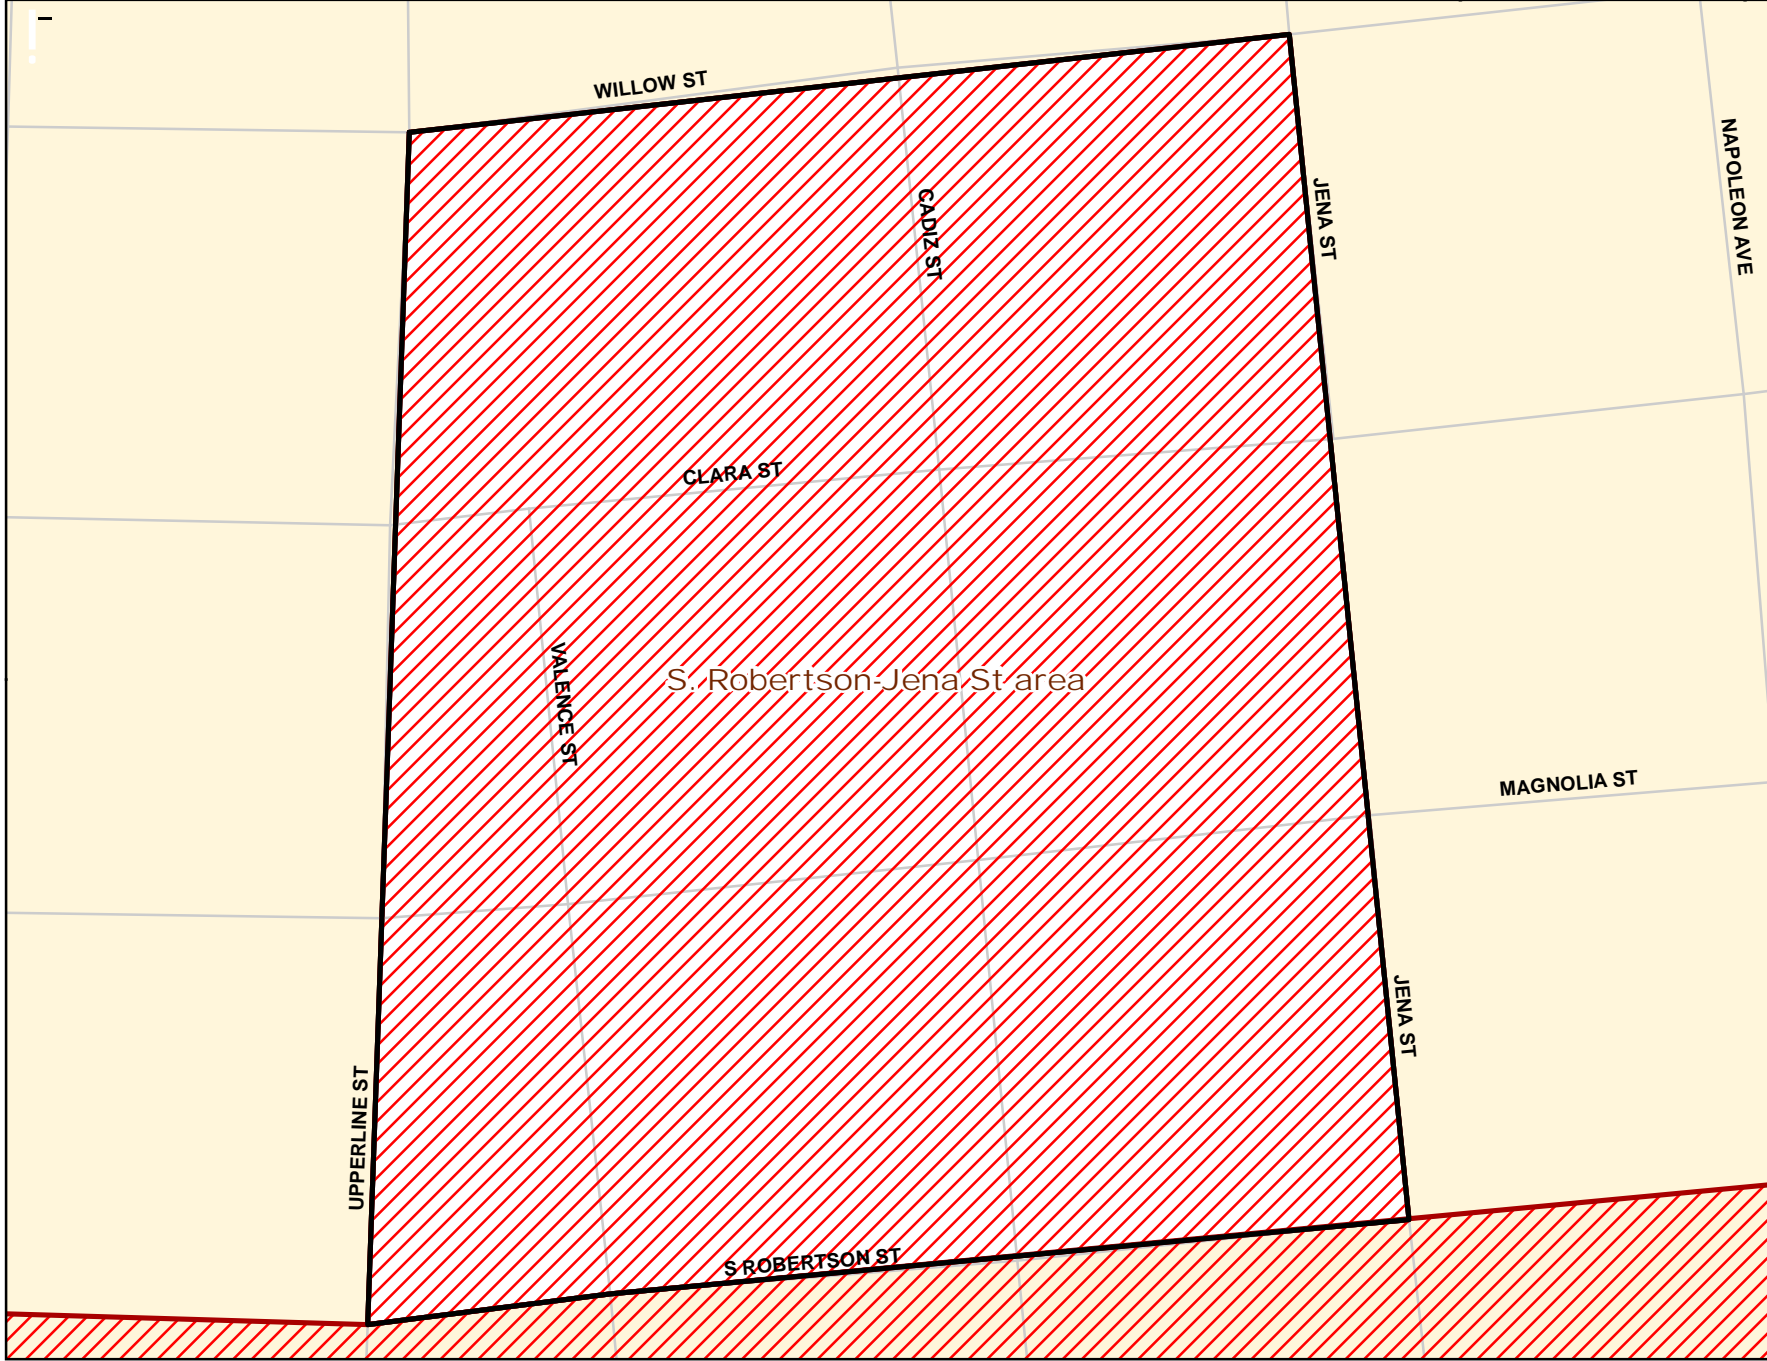 WILLOW ST
NAPOLEON AVE
JENA ST
CADIZ ST
CLARA ST
VALENCE ST
S. Robertson-Jena St area
MAGNOLIA ST
JENA ST
UPPERLINE ST
S ROBERTSON ST